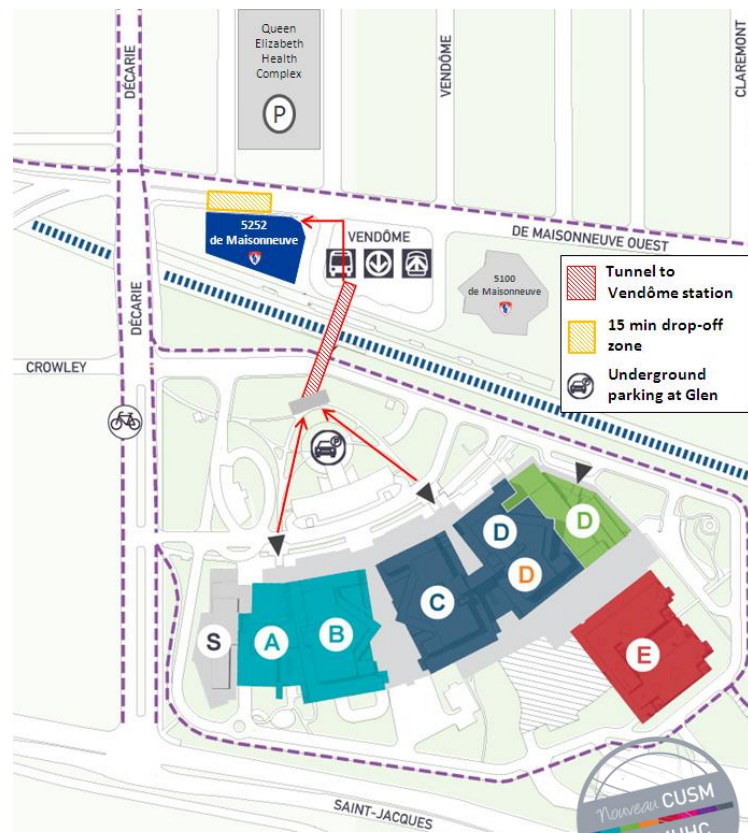 Queen
Elizabeth
Health
Complex
P
DÉCARIE
VENDÔME
CLAREMONT
5252
de Maisonneuve
VENDÔME
DE MAISONNEUVE OUEST
5100
de Maisonneuve
Tunnel to
Vendôme station
15 min drop-off
zone
Underground
parking at Glen
DÉCARIE
CROWLEY
P
D
D
D
C
S
A
B
E
Nouveau CUSM
SAINT-JACQUES